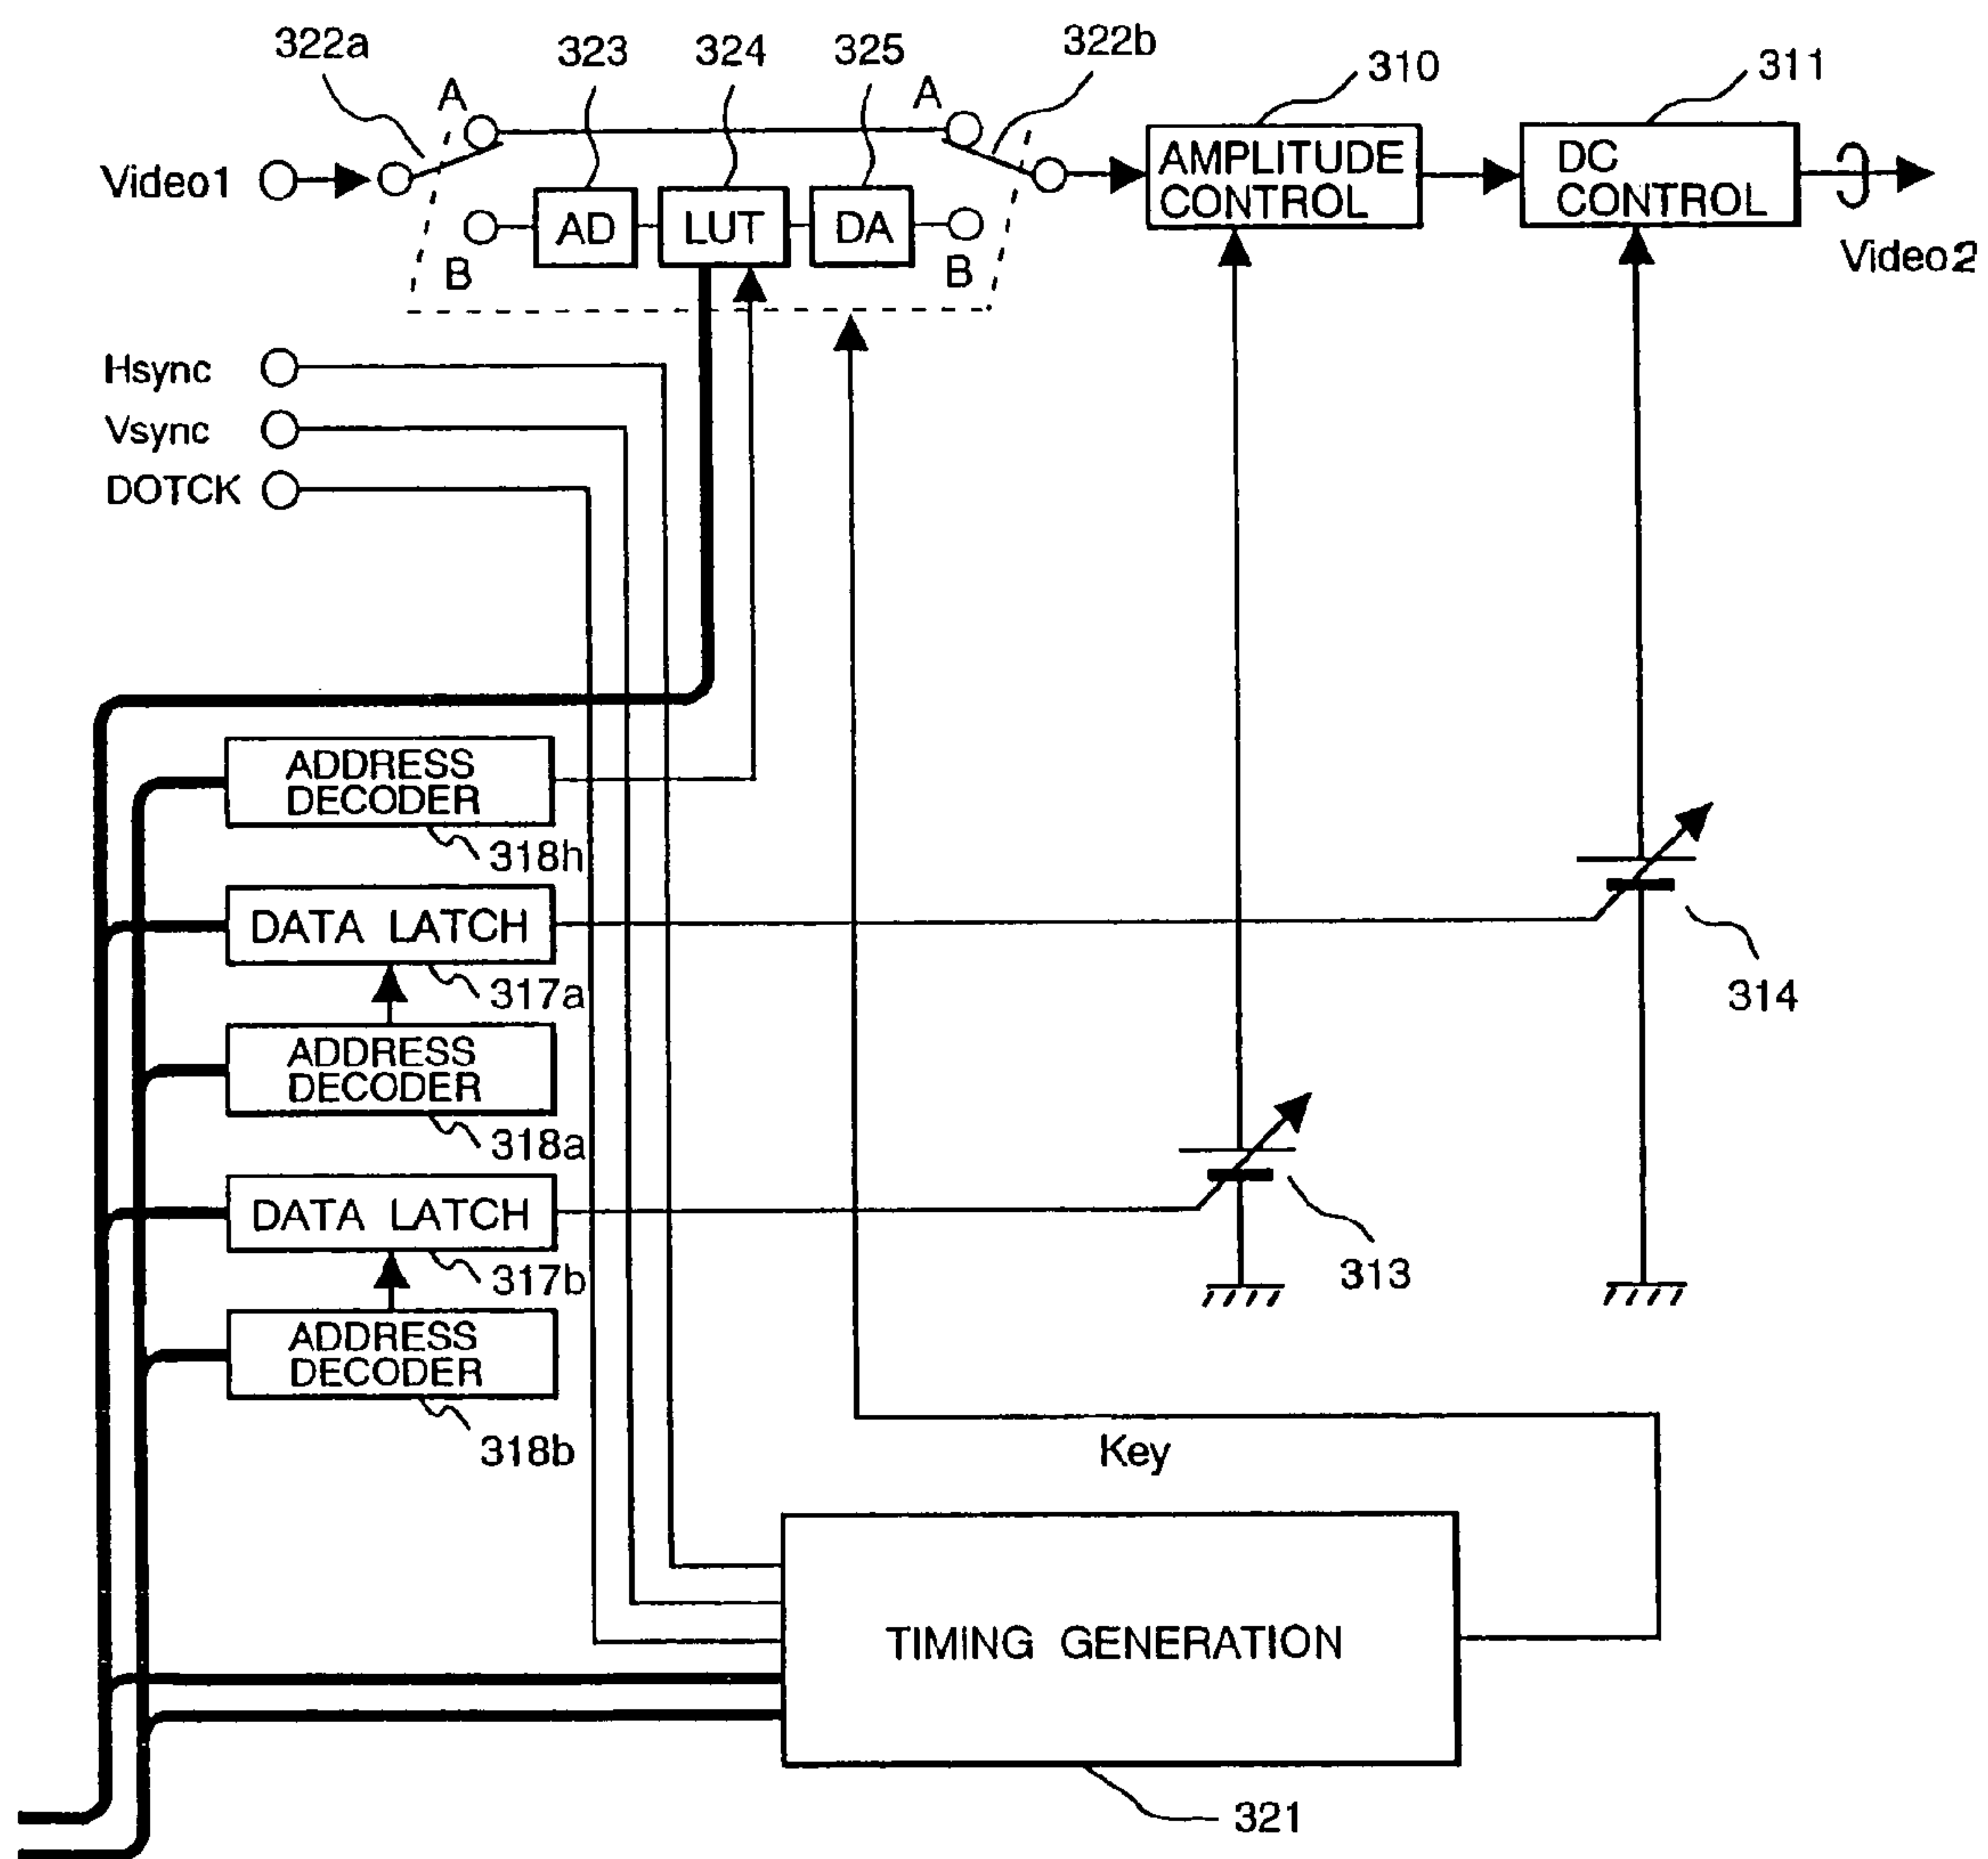 322a
323
324
325
322b
310
311
A
A
Video1
AMPLITUDE
CONTROL
DC
CONTROL
AD
LUT
DA
B
B
Video2
Hsync
Vsync
DOTCK
ADDRESS
DECODER
318h
DATA LATCH
317a
314
ADDRESS
DECODER
318a
DATA LATCH
317b
313
ADDRESS
DECODER
318b
Key
TIMING GENERATION
321